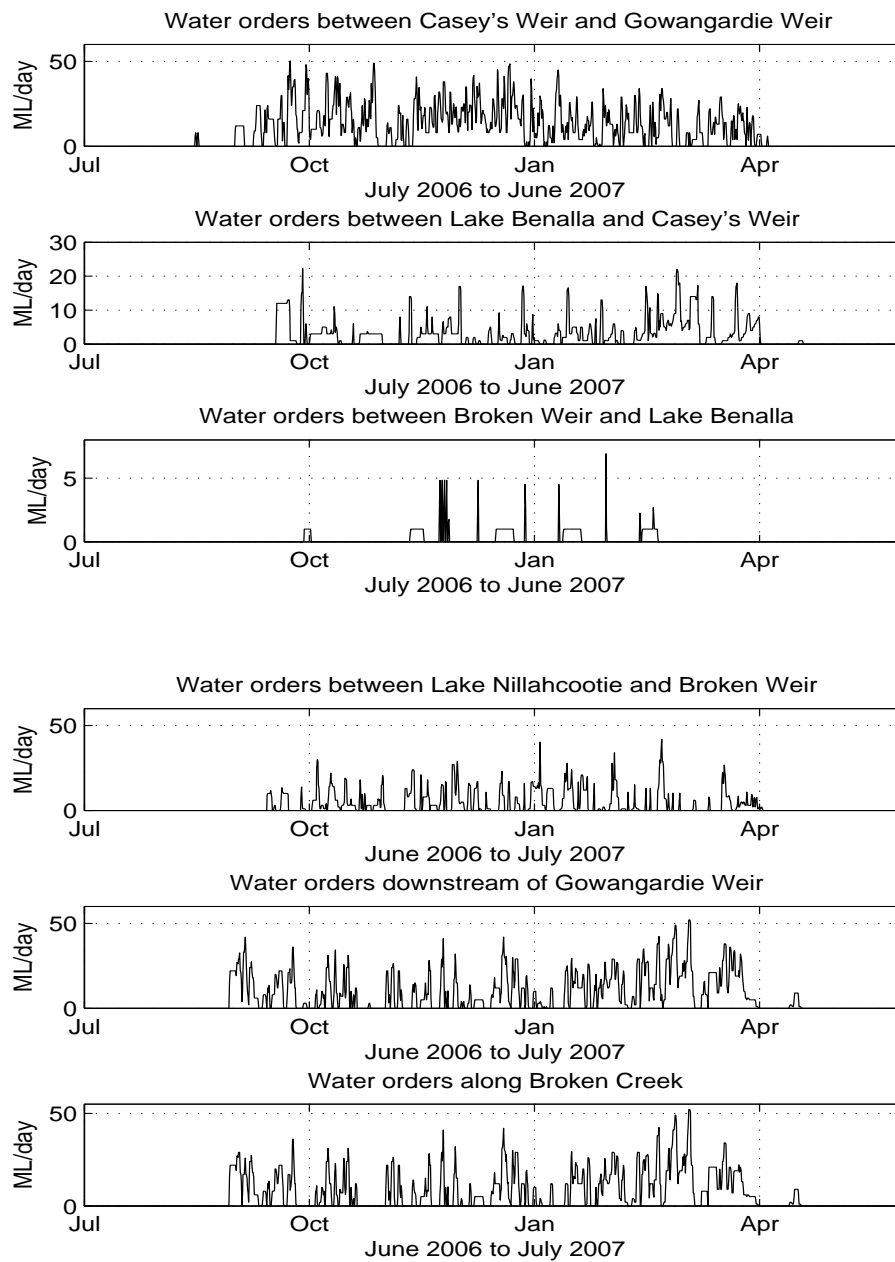 Water orders between Casey's Weir and Gowangardie Weir
50
ML/day
0
Jul Oct Jan Apr
July 2006 to June 2007
Water orders between Lake Benalla and Casey's Weir
30
20
ML/day
10
0
Jul Oct Jan Apr
July 2006 to June 2007
Water orders between Broken Weir and Lake Benalla
5
ML/day
0
Jul Oct Jan Apr
July 2006 to June 2007
Water orders between Lake Nillahcootie and Broken Weir
50
ML/day
0
Jul Oct Jan Apr
June 2006 to July 2007
Water orders downstream of Gowangardie Weir
50
ML/day
0
Jul Oct Jan Apr
June 2006 to July 2007
Water orders along Broken Creek
50
ML/day
0
Jul Oct Jan Apr
June 2006 to July 2007